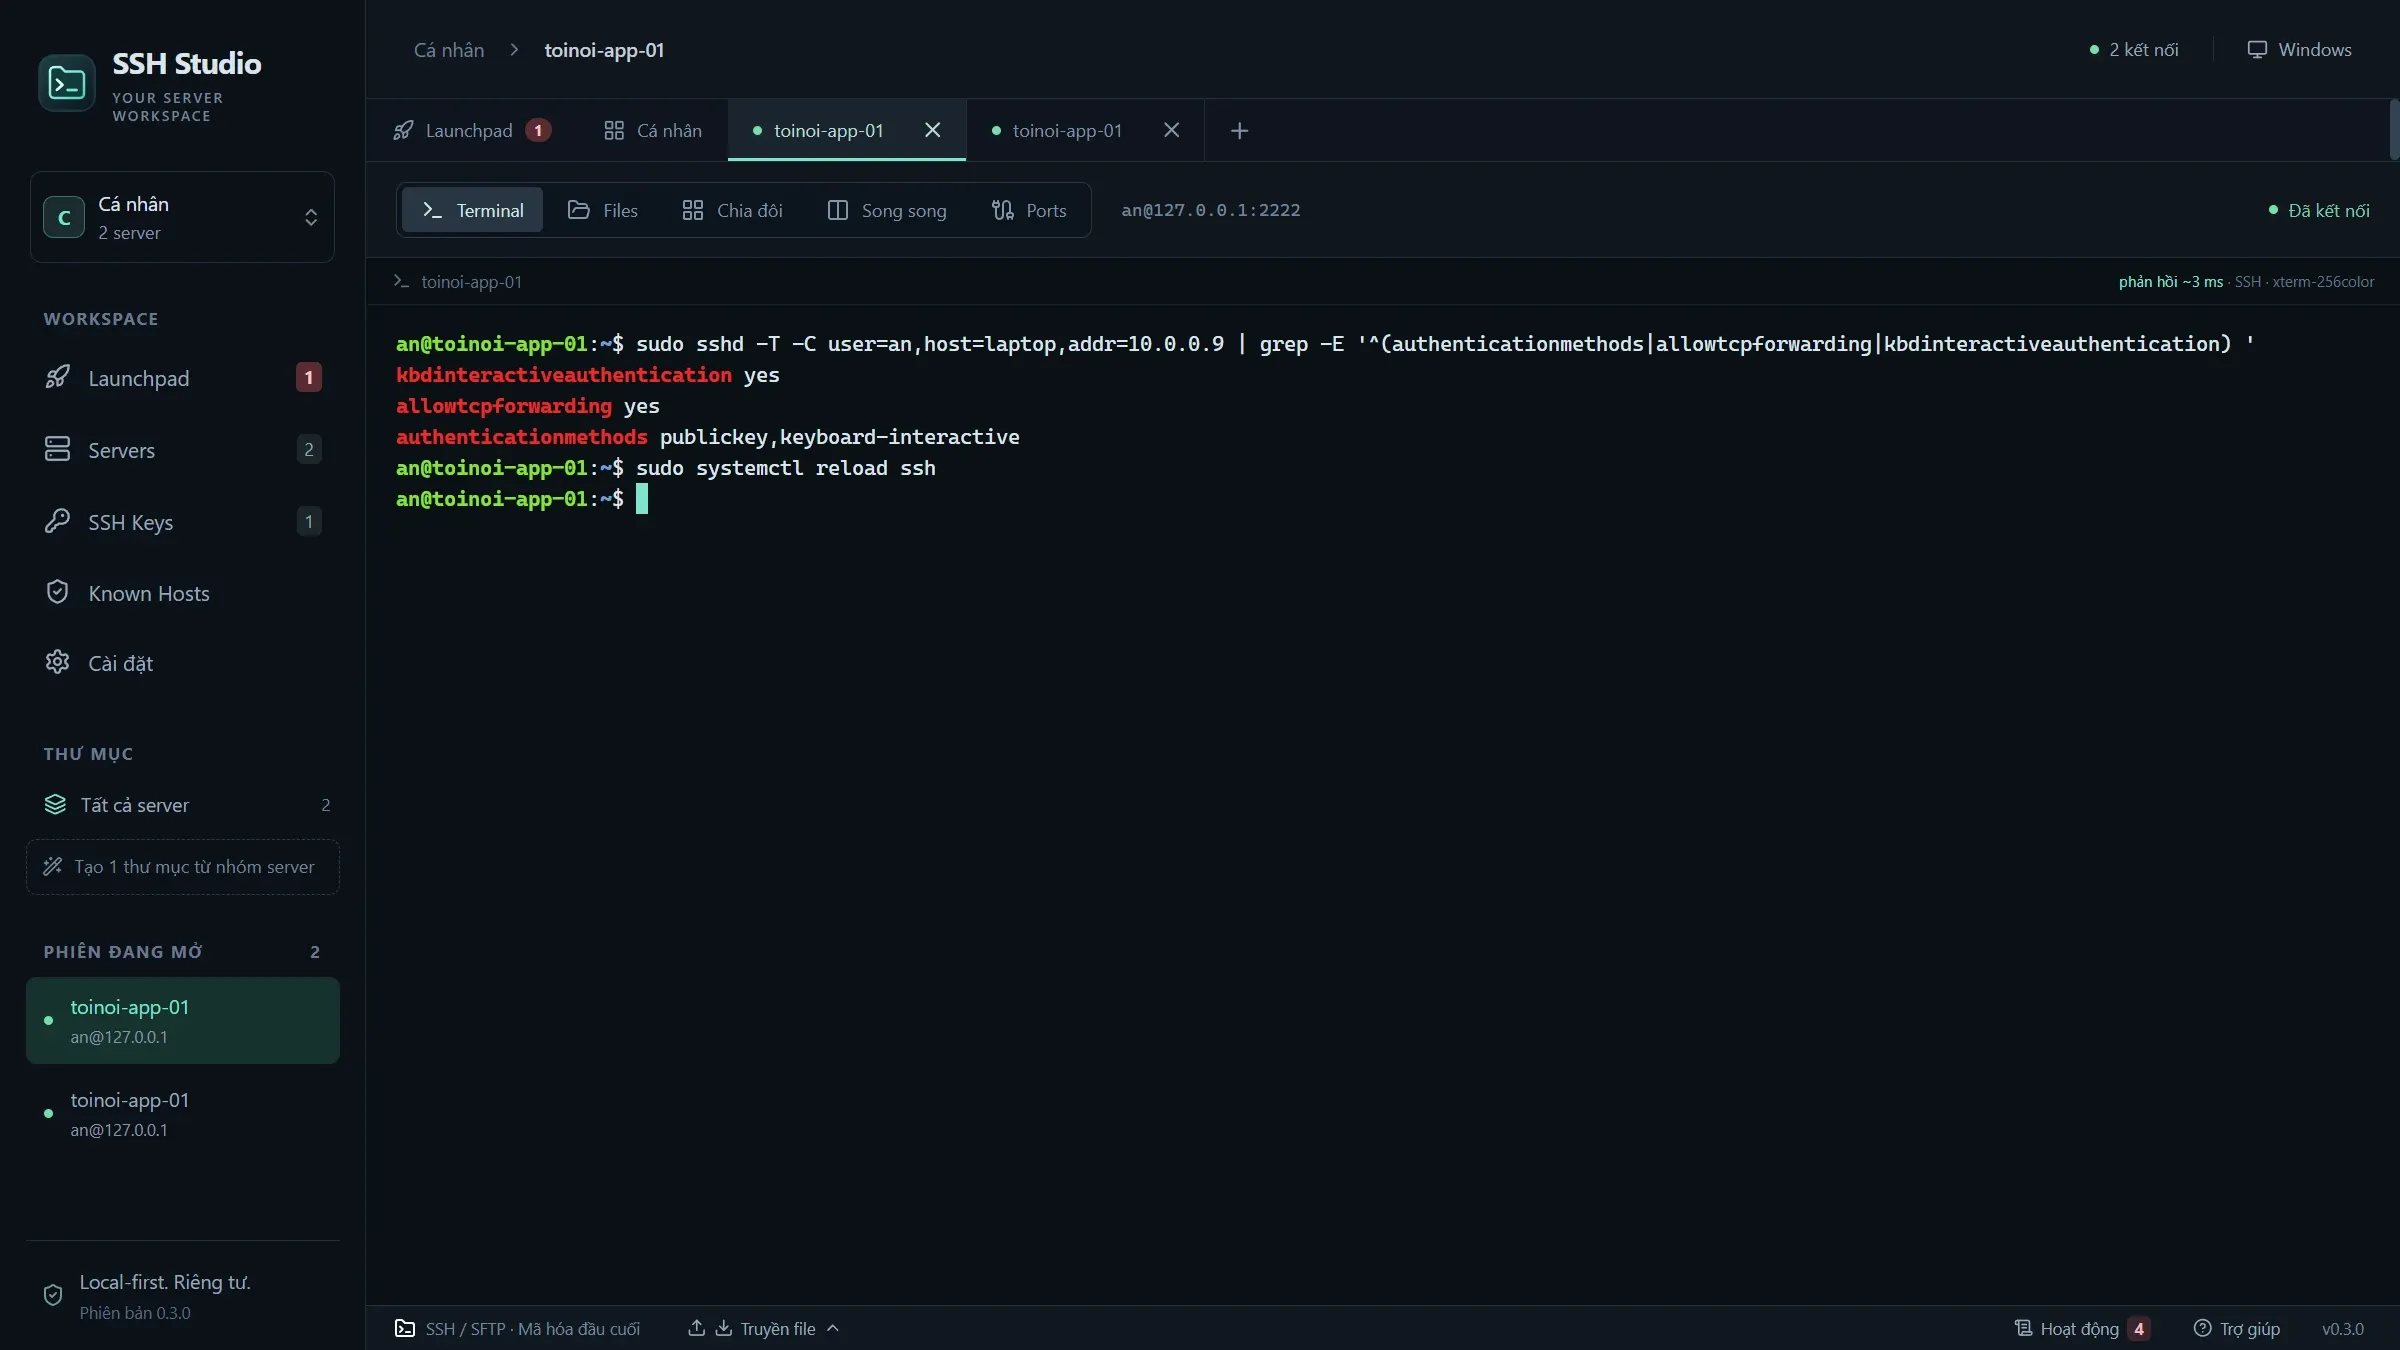 SSH Studio
YOUR SERVER
WORKSPACE
C
Cá nhân
2 server
WORKSPACE
Launchpad 1
Servers 2
SSH Keys 1
Known Hosts
Cài đặt
THƯ MỤC
Tất cả server 2
Tạo 1 thư mục từ nhóm server
PHIÊN ĐANG MỞ 2
toinoi-app-01
an@127.0.0.1
toinoi-app-01
an@127.0.0.1
Local-first. Riêng tư.
Phiên bản 0.3.0
Cá nhân > toinoi-app-01
2 kết nối
Windows
Launchpad 1
Cá nhân
toinoi-app-01
toinoi-app-01
Terminal
Files
Chia đôi
Song song
Ports
an@127.0.0.1:2222
Đã kết nối
toinoi-app-01
phản hồi ~3 ms · SSH · xterm-256color
an@toinoi-app-01:~$ sudo sshd -T -C user=an,host=laptop,addr=10.0.0.9 | grep -E '^(authenticationmethods|allowtcpforwarding|kbdinteractiveauthentication) '
kbdinteractiveauthentication yes
allowtcpforwarding yes
authenticationmethods publickey,keyboard-interactive
an@toinoi-app-01:~$ sudo systemctl reload ssh
an@toinoi-app-01:~$
SSH / SFTP · Mã hóa đầu cuối
Truyền file
Hoạt động 4
Trợ giúp
v0.3.0